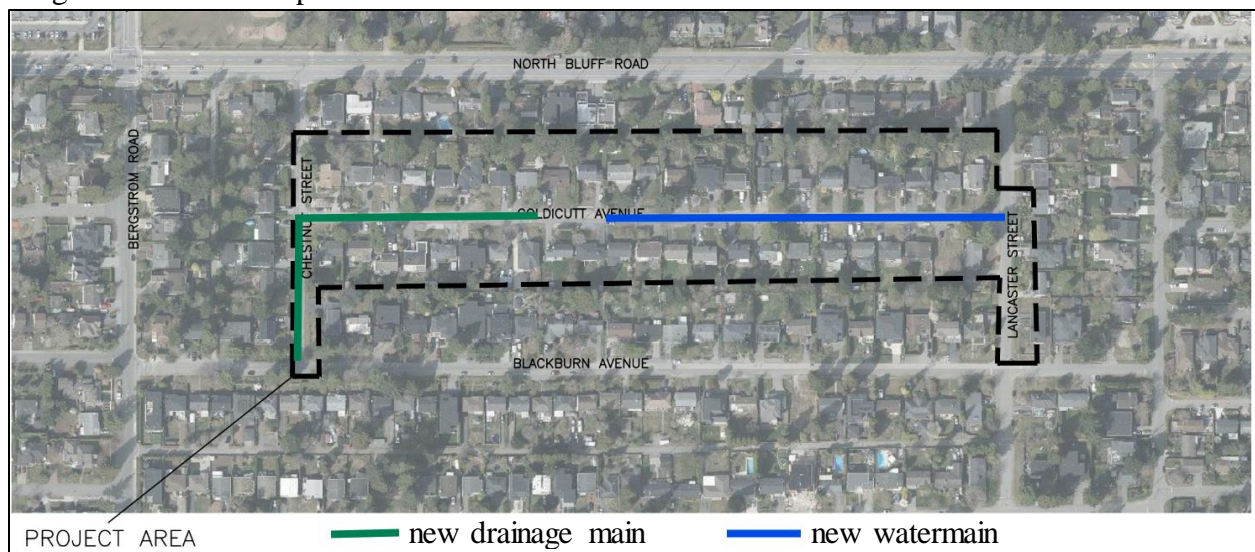 NORTH BLUFF ROAD
BERGSTROM ROAD
CHESTNUT STREET
GOLDICUTT AVENUE
LANCASTER STREET
BLACKBURN AVENUE
PROJECT AREA
new drainage main
new watermain